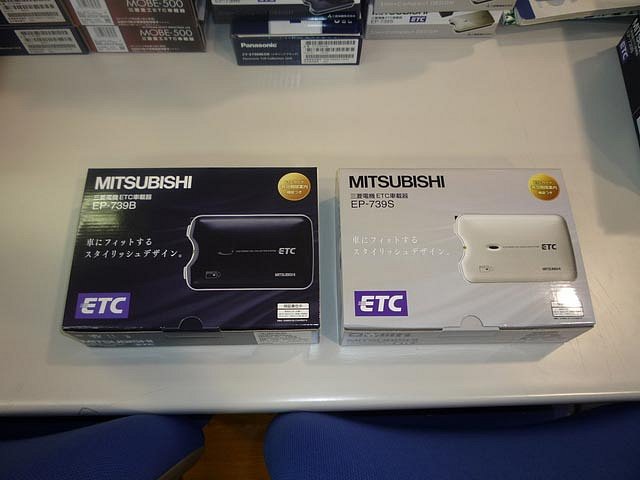 MOBE-500
MOBE-500
Panasonic
ETC
MITSUBISHI
三菱電機 ETC車載器
EP-739B
車にフィットする
スタイリッシュデザイン。
ETC
MITSUBISHI
ETC
MITSUBISHI
MITSUBISHI
三菱電機 ETC車載器
EP-739S
車にフィットする
スタイリッシュデザイン。
ETC
MITSUBISHI
ETC